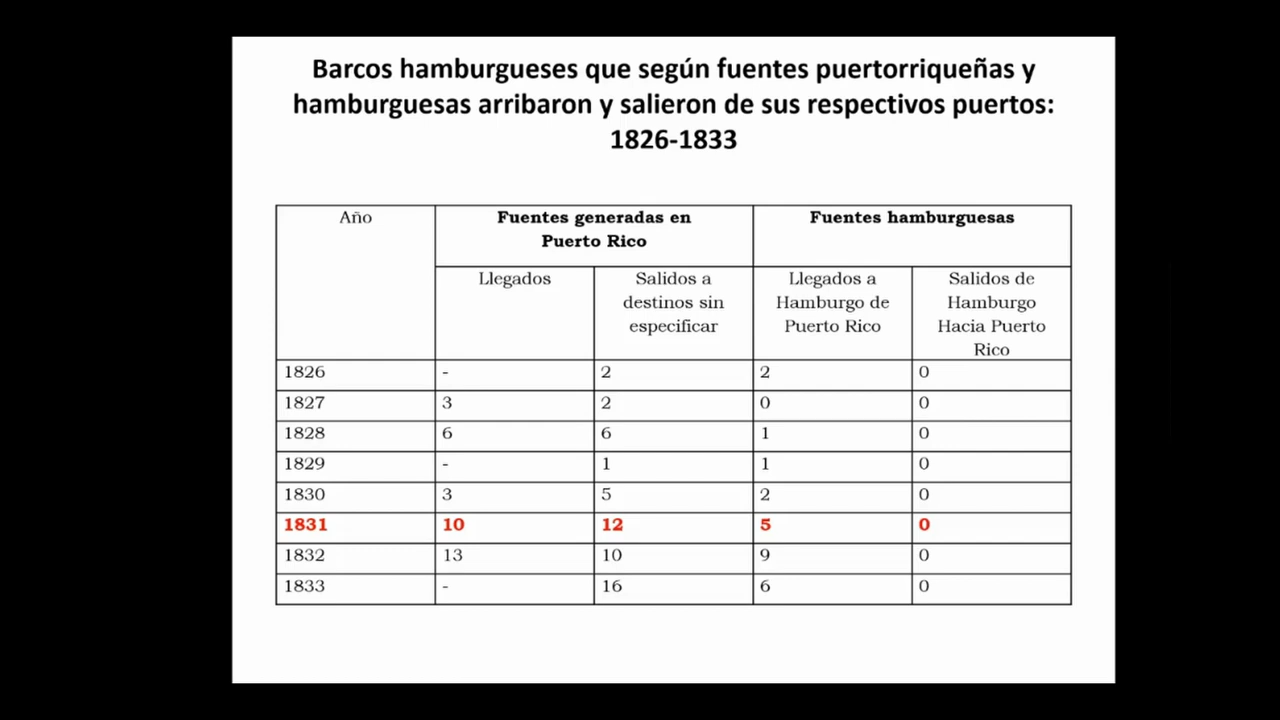 Barcos hamburgueses que según fuentes puertorriqueñas y
hamburguesas arribaron y salieron de sus respectivos puertos:
1826-1833
Año
Fuentes generadas en
Puerto Rico
Fuentes hamburguesas
Llegados
Salidos a
destinos sin
especificar
Llegados a
Hamburgo de
Puerto Rico
Salidos de
Hamburgo
Hacia Puerto
Rico
1826 - 2 2 0
1827 3 2 0 0
1828 6 6 1 0
1829 - 1 1 0
1830 3 5 2 0
1831 10 12 5 0
1832 13 10 9 0
1833 - 16 6 0